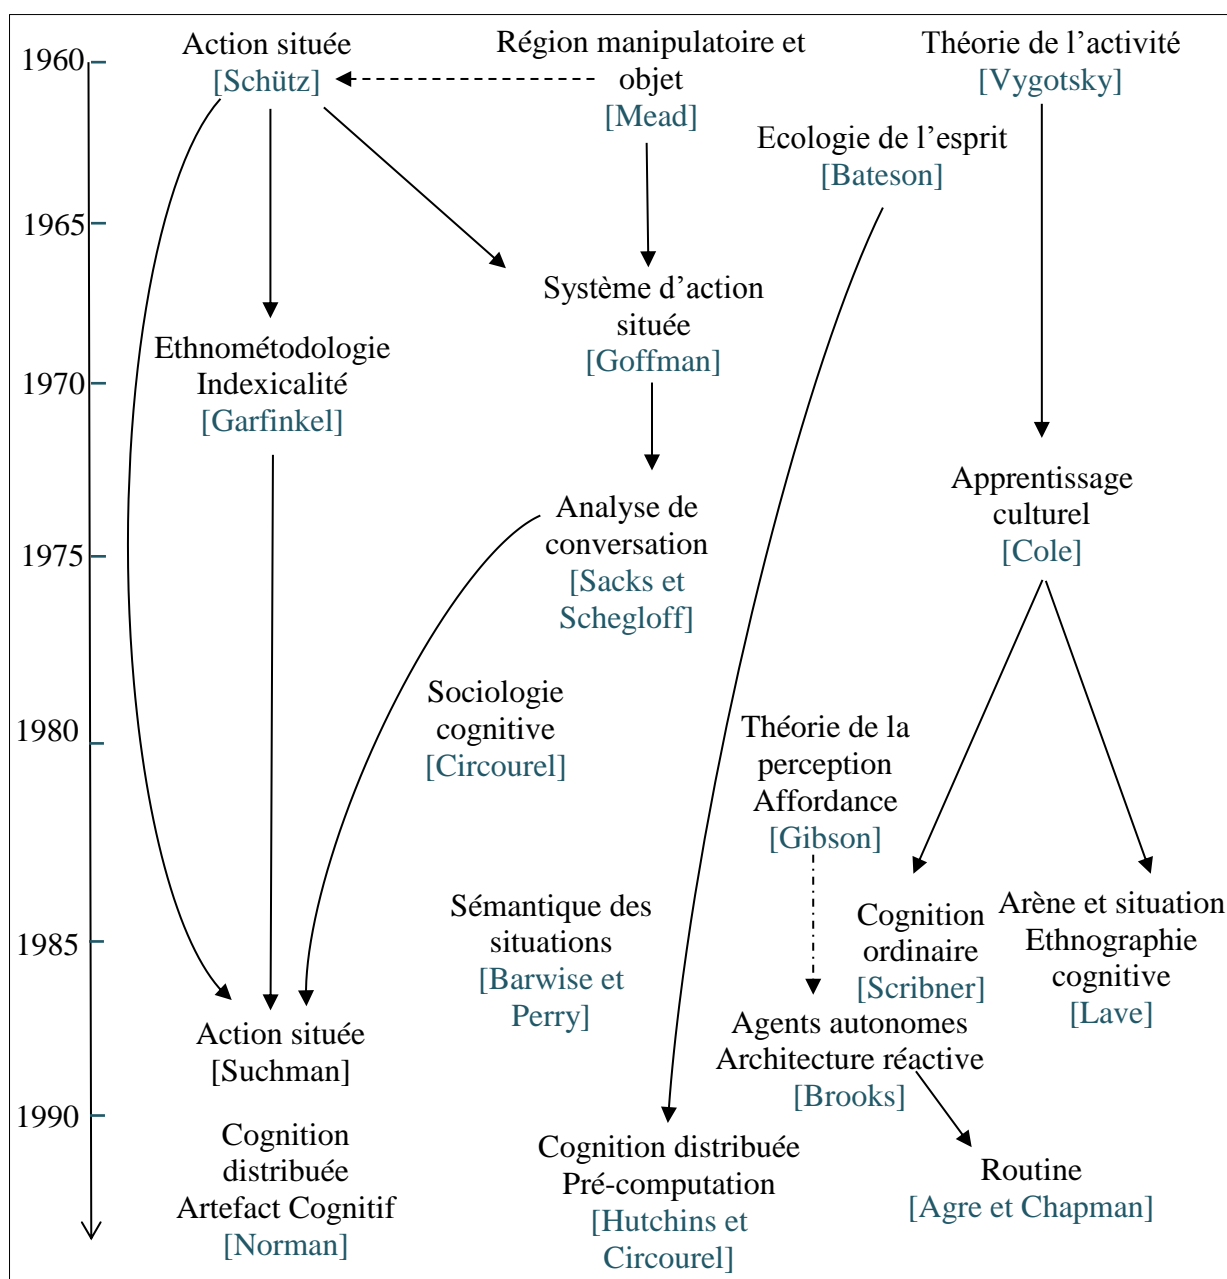 1960
Action située
[Schütz]
Région manipulatoire et
objet
[Mead]
Théorie de l’activité
[Vygotsky]
Ecologie de l’esprit
[Bateson]
1965
Système d’action
située
[Goffman]
Ethnométodologie
Indexicalité
[Garfinkel]
1970
Analyse de
conversation
[Sacks et
Schegloff]
Apprentissage
culturel
[Cole]
1975
Sociologie
cognitive
[Circourel]
1980
Théorie de la
perception
Affordance
[Gibson]
Sémantique des
situations
[Barwise et
Perry]
Cognition
ordinaire
[Scribner]
Arène et situation
Ethnographie
cognitive
[Lave]
1985
Action située
[Suchman]
Agents autonomes
Architecture réactive
[Brooks]
1990
Cognition
distribuée
Artefact Cognitif
[Norman]
Cognition distribuée
Pré-computation
[Hutchins et
Circourel]
Routine
[Agre et Chapman]